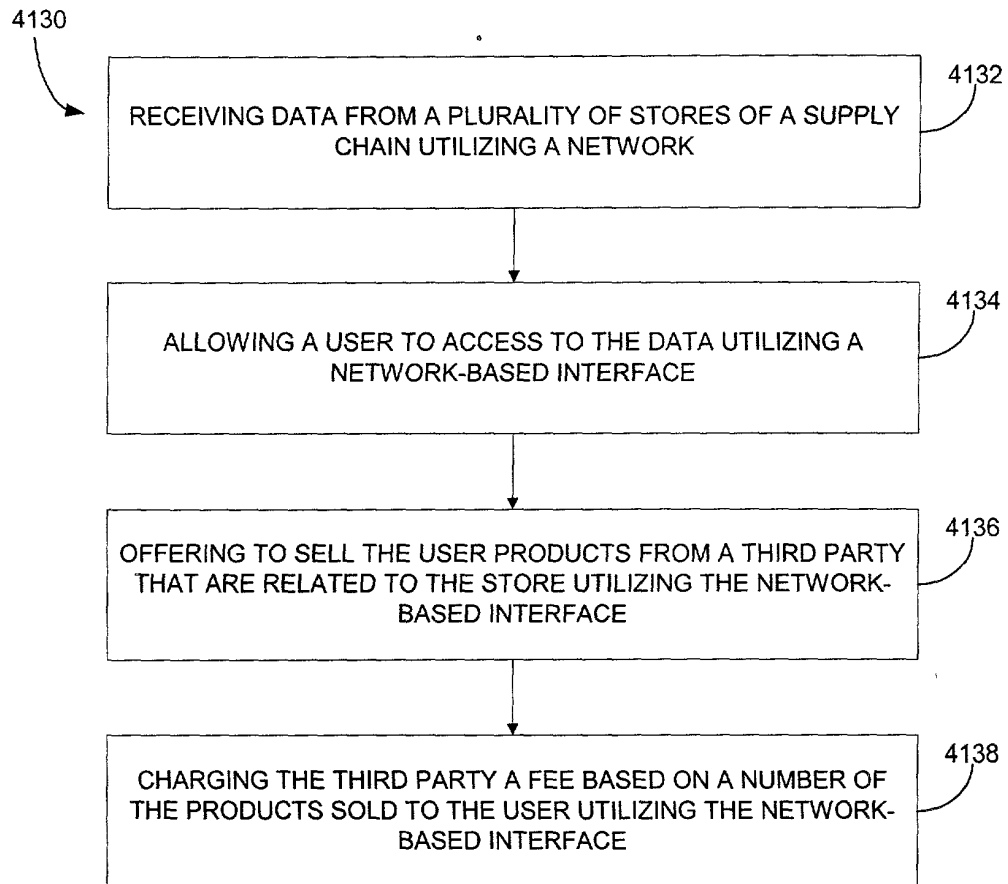 4130
4132
RECEIVING DATA FROM A PLURALITY OF STORES OF A SUPPLY
CHAIN UTILIZING A NETWORK
4134
ALLOWING A USER TO ACCESS TO THE DATA UTILIZING A
NETWORK-BASED INTERFACE
4136
OFFERING TO SELL THE USER PRODUCTS FROM A THIRD PARTY
THAT ARE RELATED TO THE STORE UTILIZING THE NETWORK-
BASED INTERFACE
4138
CHARGING THE THIRD PARTY A FEE BASED ON A NUMBER OF
THE PRODUCTS SOLD TO THE USER UTILIZING THE NETWORK-
BASED INTERFACE